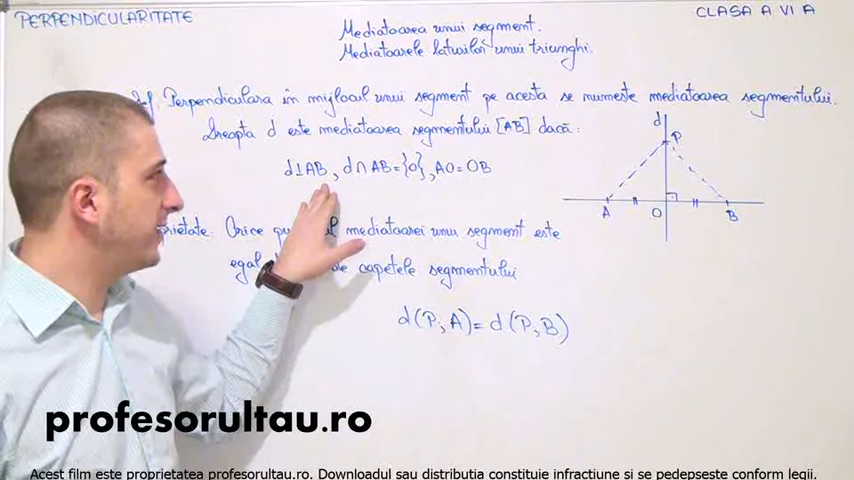 PERPENDICULARITATE
CLASA A VI A
Mediatoarea unui segment.
Mediatoarele laturilor unui triunghi.
Perpendiculara în mijlocul unui segment pe acesta se numeste mediatoarea segmentului.
Dreapta d este mediatoarea segmentului [AB] dacă:
d⊥AB, d∩AB={O}, AO=OB
d
P
A
O
B
Orice mediatoarei unui segment este
egal de capetele segmentului
d(P,A)=d(P,B)
profesorultau.ro
Acest film este proprietatea profesorultau.ro. Downloadul sau distributia constituie infractiune si se pedepseste conform legii.